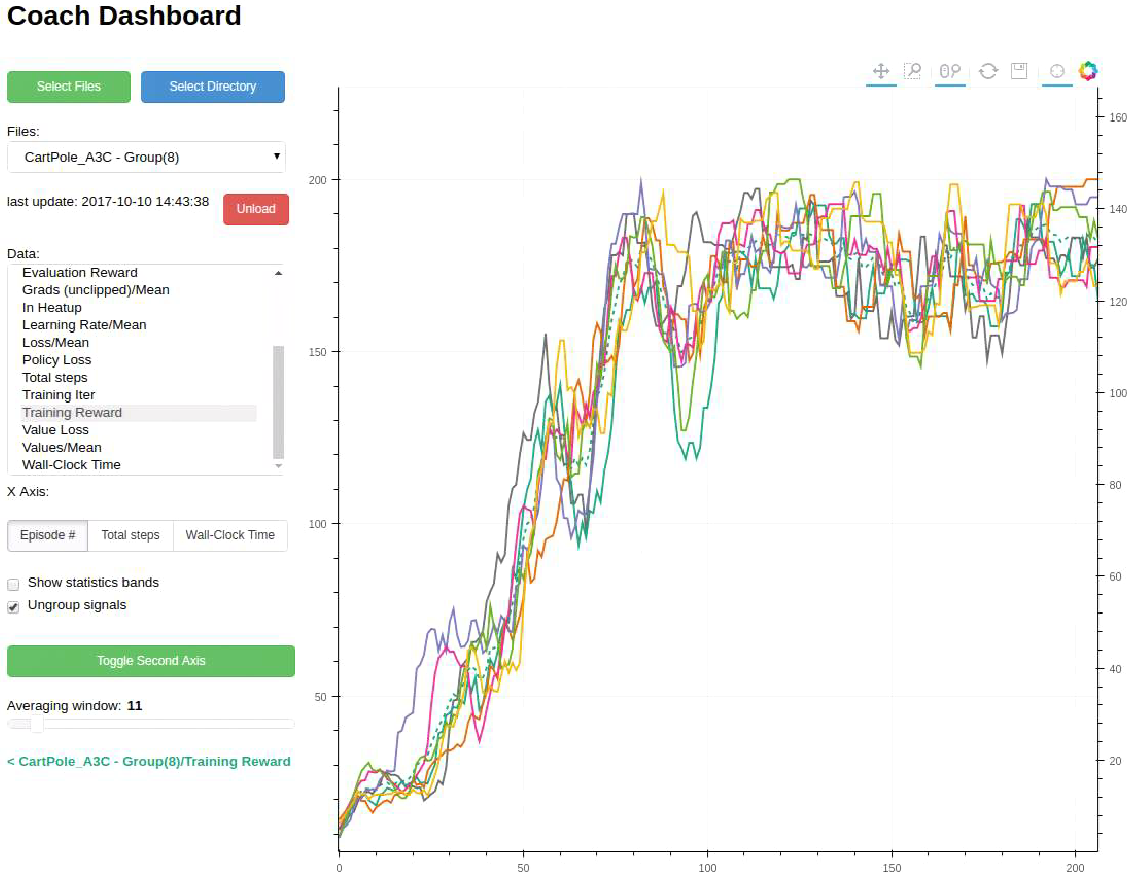 Coach Dashboard
Select Files
Select Directory
Files:
CartPole_A3C - Group(8)
last update: 2017-10-10 14:43:38
Unload
Data:
Evaluation Reward
Grads (unclipped)/Mean
In Heatup
Learning Rate/Mean
Loss/Mean
Policy Loss
Total steps
Training Iter
Training Reward
Value Loss
Values/Mean
Wall-Clock Time
X Axis:
Episode #
Total steps
Wall-Clock Time
Show statistics bands
Ungroup signals
Toggle Second Axis
Averaging window: 11
< CartPole_A3C - Group(8)/Training Reward
200
150
100
50
0
50
100
150
200
160
140
120
100
80
60
40
20